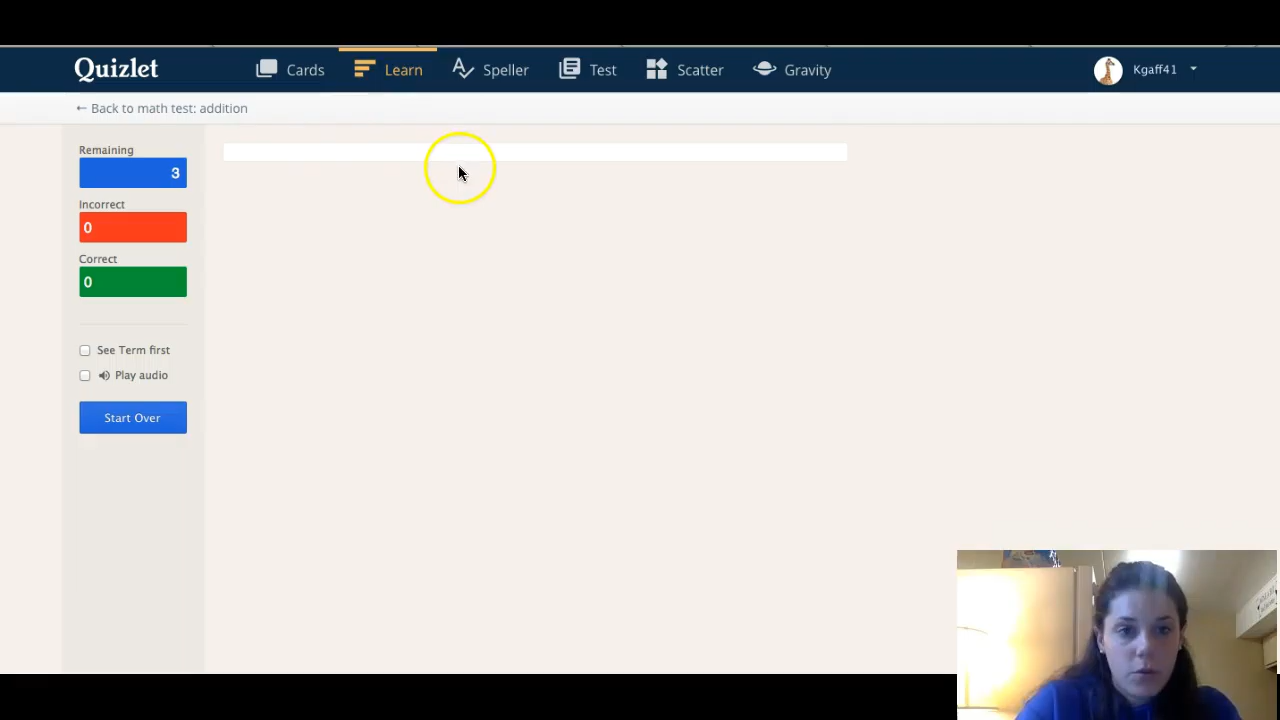 Quizlet
Cards
Learn
Speller
Test
Scatter
Gravity
Kgaff41
← Back to math test: addition
Remaining
3
Incorrect
0
Correct
0
See Term first
Play audio
Start Over